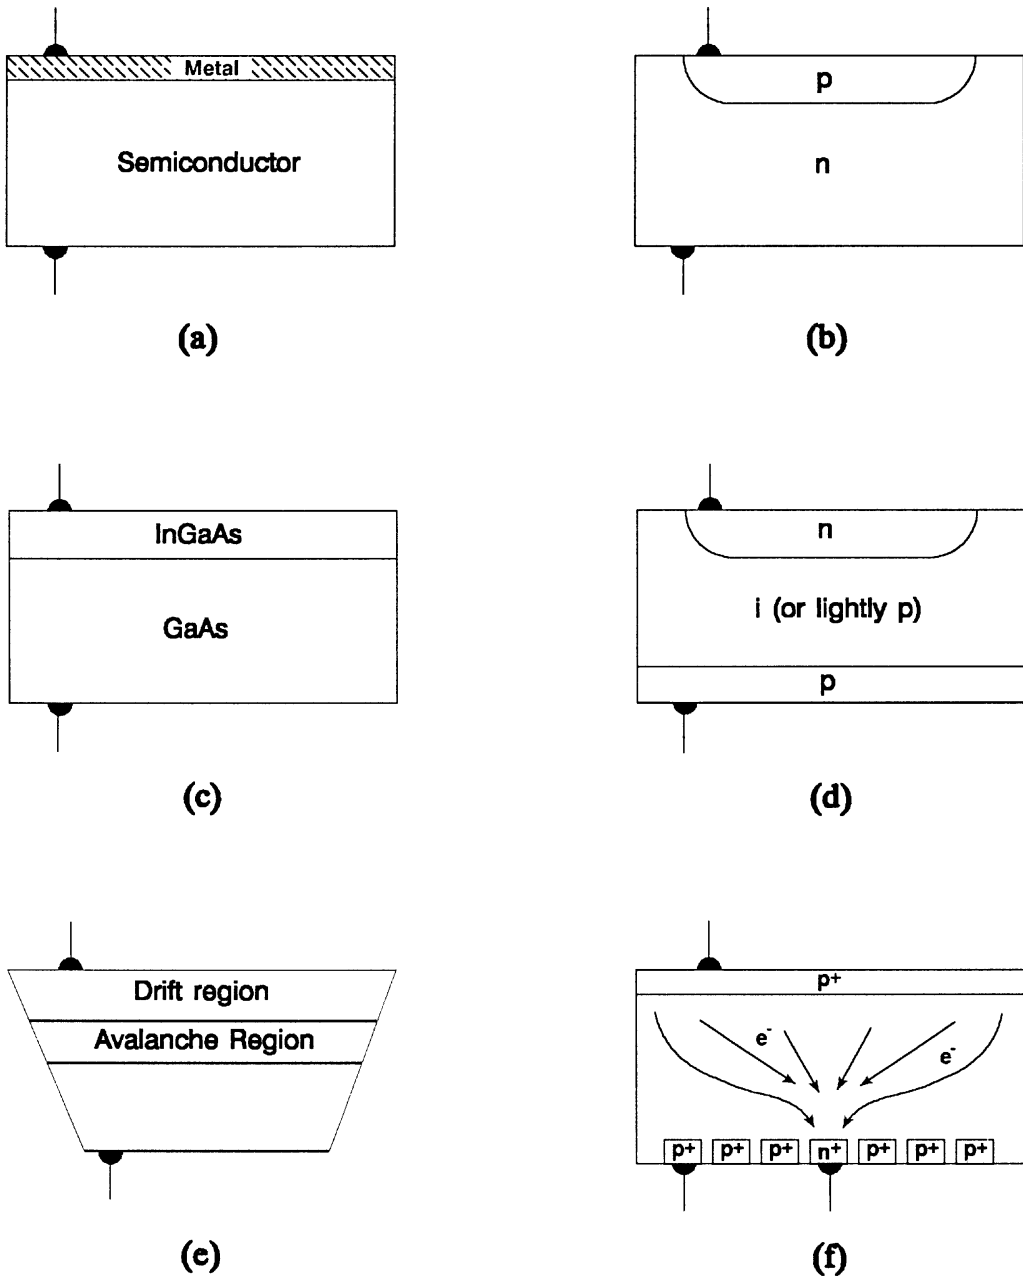 Metal
Semiconductor
(a)
p
n
(b)
InGaAs
GaAs
(c)
n
i (or lightly p)
p
(d)
Drift region
Avalanche Region
(e)
p+
e-
e-
p+ p+ p+ n+ p+ p+ p+
(f)